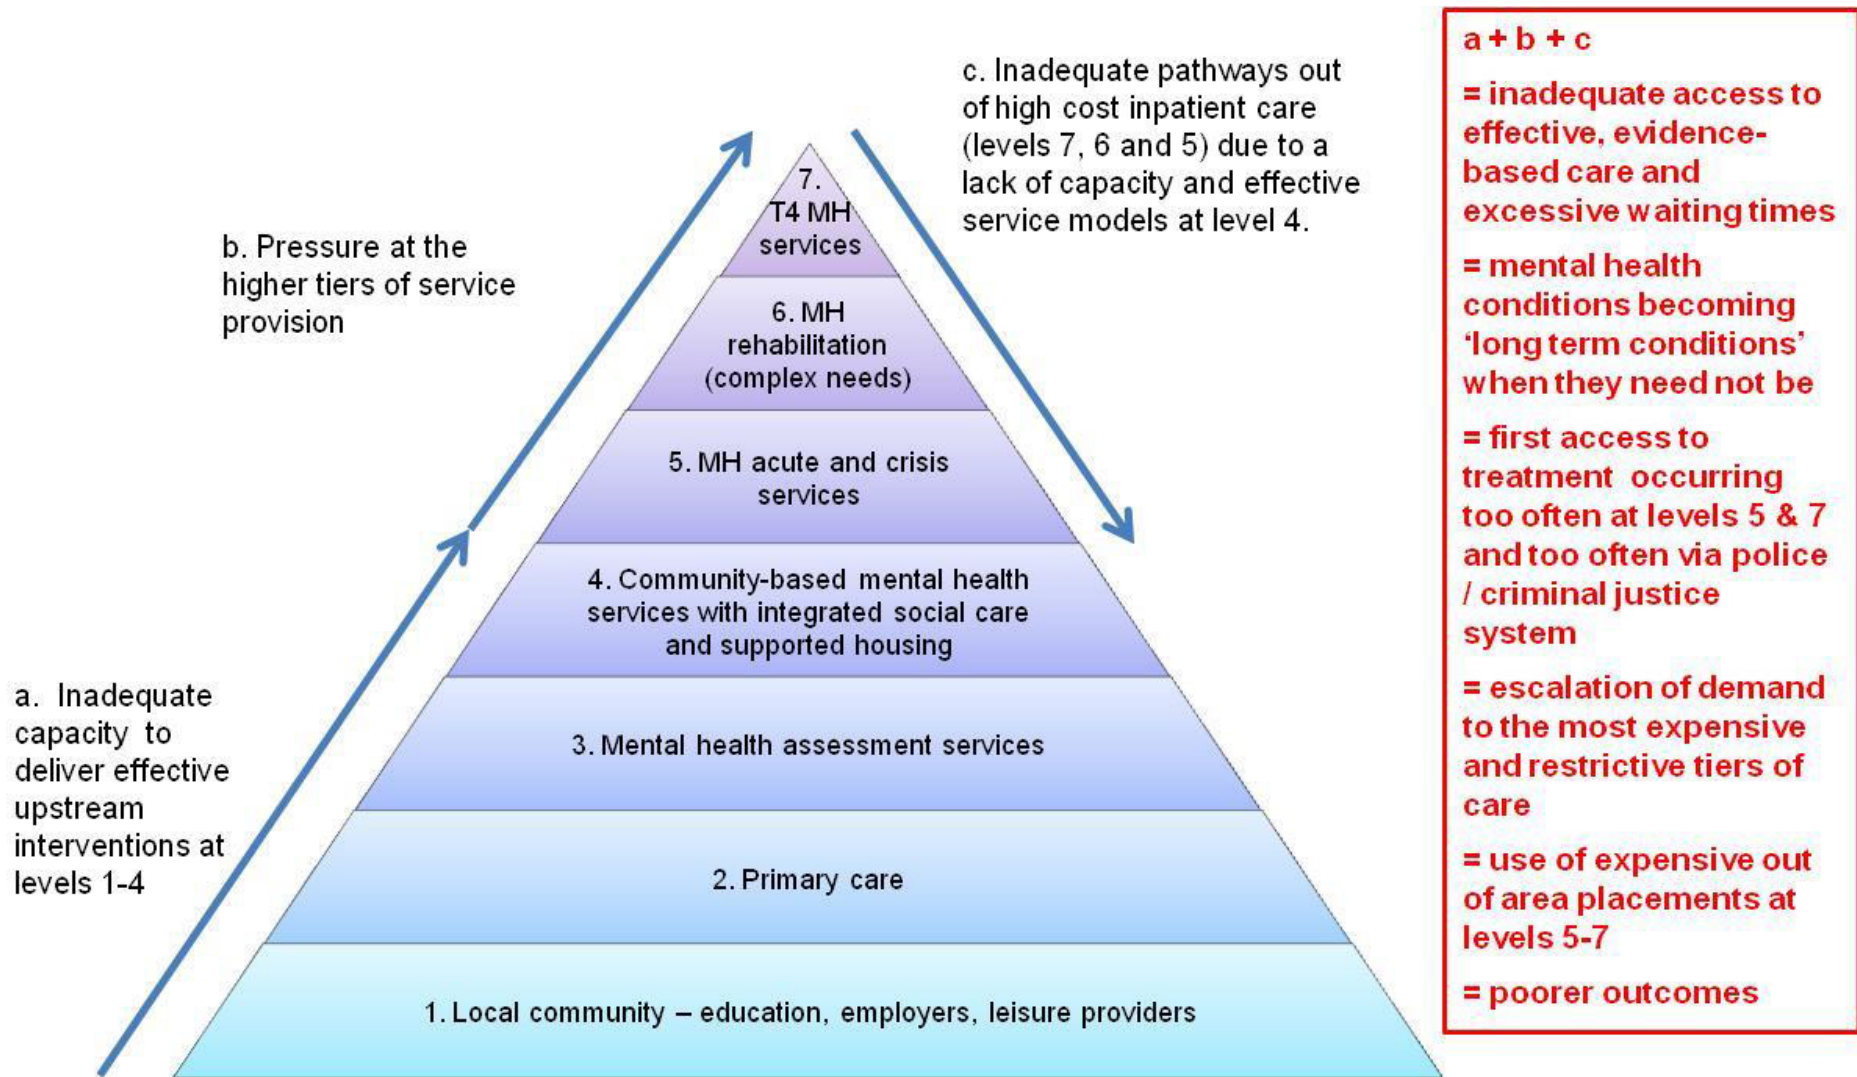 a. Inadequate
capacity to
deliver effective
upstream
interventions at
levels 1-4
b. Pressure at the
higher tiers of service
provision
c. Inadequate pathways out
of high cost inpatient care
(levels 7, 6 and 5) due to a
lack of capacity and effective
service models at level 4.
7.
T4 MH
services
6. MH
rehabilitation
(complex needs)
5. MH acute and crisis
services
4. Community-based mental health
services with integrated social care
and supported housing
3. Mental health assessment services
2. Primary care
1. Local community – education, employers, leisure providers
a + b + c
= inadequate access to
effective, evidence-
based care and
excessive waiting times
= mental health
conditions becoming
‘long term conditions’
when they need not be
= first access to
treatment occurring
too often at levels 5 & 7
and too often via police
/ criminal justice
system
= escalation of demand
to the most expensive
and restrictive tiers of
care
= use of expensive out
of area placements at
levels 5-7
= poorer outcomes